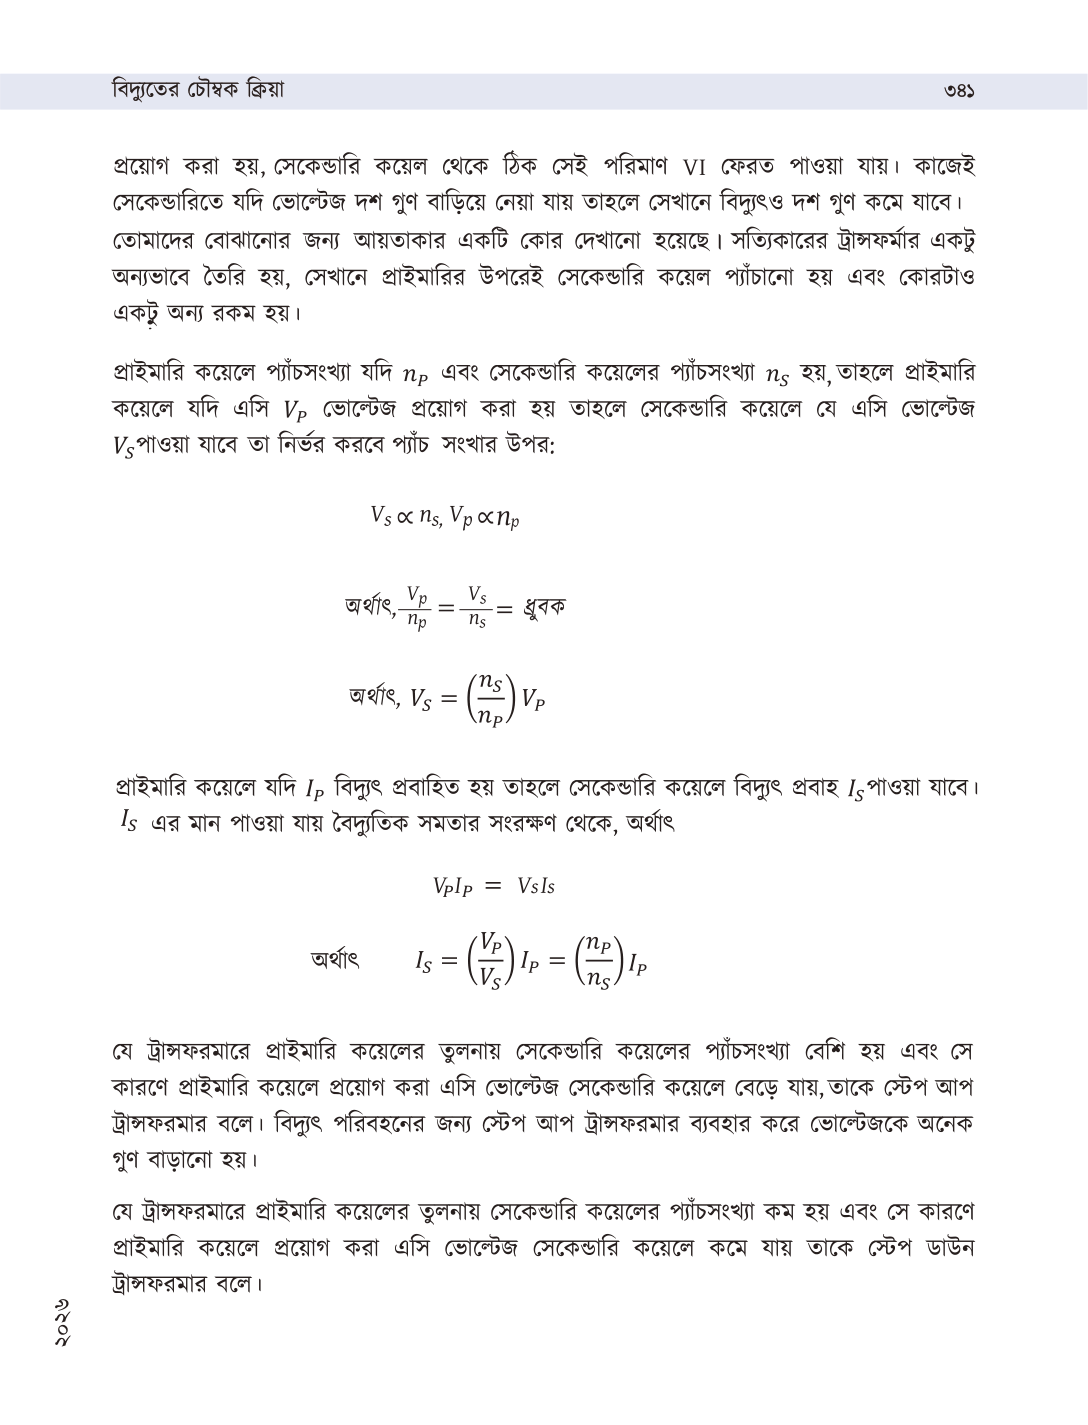 বিদ্যুতের চৌম্বক ক্রিয়া ৩৪১
প্রয়োগ করা হয়, সেকেন্ডারি কয়েল থেকে ঠিক সেই পরিমাণ VI ফেরত পাওয়া যায়। কাজেই
সেকেন্ডারিতে যদি ভোল্টেজ দশ গুণ বাড়িয়ে নেয়া যায় তাহলে সেখানে বিদ্যুৎও দশ গুণ কমে যাবে।
তোমাদের বোঝানোর জন্য আয়তাকার একটি কোর দেখানো হয়েছে। সত্যিকারের ট্রান্সফর্মার একটু
অন্যভাবে তৈরি হয়, সেখানে প্রাইমারির উপরেই সেকেন্ডারি কয়েল প্যাঁচানো হয় এবং কোরটাও
একটু অন্য রকম হয়।
প্রাইমারি কয়েলে প্যাঁচসংখ্যা যদি n_P এবং সেকেন্ডারি কয়েলের প্যাঁচসংখ্যা n_S হয়, তাহলে প্রাইমারি
কয়েলে যদি এসি V_P ভোল্টেজ প্রয়োগ করা হয় তাহলে সেকেন্ডারি কয়েলে যে এসি ভোল্টেজ
V_S পাওয়া যাবে তা নির্ভর করবে প্যাঁচ সংখার উপর:
V_s ∝ n_s, V_p ∝ n_p
অর্থাৎ, V_p/n_p = V_s/n_s = ধ্রুবক
অর্থাৎ, V_S = (n_S/n_P) V_P
প্রাইমারি কয়েলে যদি I_P বিদ্যুৎ প্রবাহিত হয় তাহলে সেকেন্ডারি কয়েলে বিদ্যুৎ প্রবাহ I_S পাওয়া যাবে।
I_S এর মান পাওয়া যায় বৈদ্যুতিক সমতার সংরক্ষণ থেকে, অর্থাৎ
V_P I_P = Vs Is
অর্থাৎ I_S = (V_P/V_S) I_P = (n_P/n_S) I_P
যে ট্রান্সফরমারে প্রাইমারি কয়েলের তুলনায় সেকেন্ডারি কয়েলের প্যাঁচসংখ্যা বেশি হয় এবং সে
কারণে প্রাইমারি কয়েলে প্রয়োগ করা এসি ভোল্টেজ সেকেন্ডারি কয়েলে বেড়ে যায়, তাকে স্টেপ আপ
ট্রান্সফরমার বলে। বিদ্যুৎ পরিবহনের জন্য স্টেপ আপ ট্রান্সফরমার ব্যবহার করে ভোল্টেজকে অনেক
গুণ বাড়ানো হয়।
যে ট্রান্সফরমারে প্রাইমারি কয়েলের তুলনায় সেকেন্ডারি কয়েলের প্যাঁচসংখ্যা কম হয় এবং সে কারণে
প্রাইমারি কয়েলে প্রয়োগ করা এসি ভোল্টেজ সেকেন্ডারি কয়েলে কমে যায় তাকে স্টেপ ডাউন
ট্রান্সফরমার বলে।
২০২৬